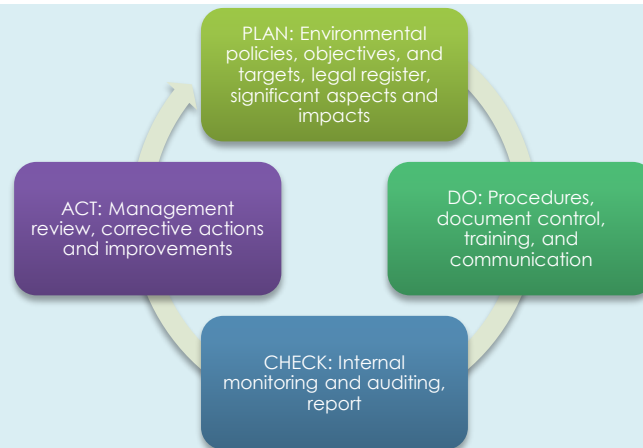 PLAN: Environmental
policies, objectives, and
targets, legal register,
significant aspects and
impacts
DO: Procedures,
document control,
training, and
communication
CHECK: Internal
monitoring and auditing,
report
ACT: Management
review, corrective actions
and improvements